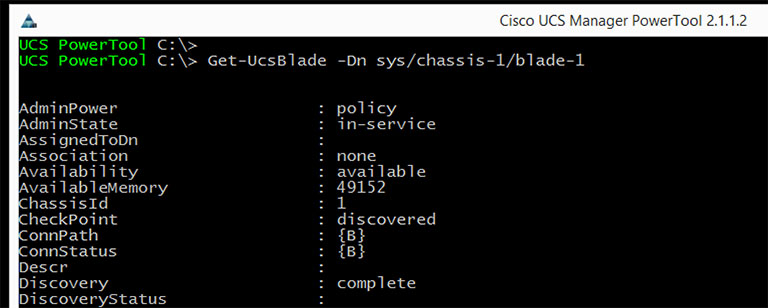 Cisco UCS Manager PowerTool 2.1.1.2
UCS PowerTool C:\>
UCS PowerTool C:\> Get-UcsBlade -Dn sys/chassis-1/blade-1
AdminPower : policy
AdminState : in-service
AssignedToDn :
Association : none
Availability : available
AvailableMemory : 49152
ChassisId : 1
CheckPoint : discovered
ConnPath : {B}
ConnStatus : {B}
Descr :
Discovery : complete
DiscoveryStatus :